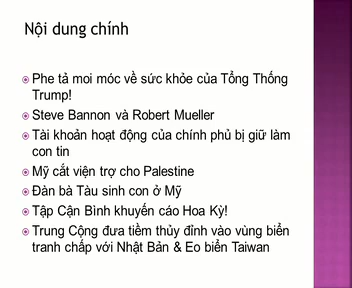 Nội dung chính
Phe tả moi móc về sức khỏe của Tổng Thống
Trump!
Steve Bannon và Robert Mueller
Tài khoản hoạt động của chính phủ bị giữ làm
con tin
Mỹ cắt viện trợ cho Palestine
Đàn bà Tàu sinh con ở Mỹ
Tập Cận Bình khuyến cáo Hoa Kỳ!
Trung Cộng đưa tiềm thủy đỉnh vào vùng biển
tranh chấp với Nhật Bản & Eo biển Taiwan